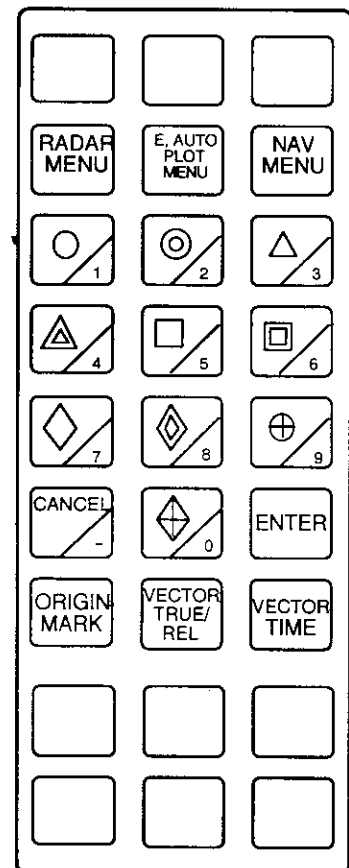 RADAR
MENU
E, AUTO
PLOT
MENU
NAV
MENU
1
2
3
4
5
6
7
8
9
CANCEL
-
0
ENTER
ORIGIN
MARK
VECTOR
TRUE/
REL
VECTOR
TIME